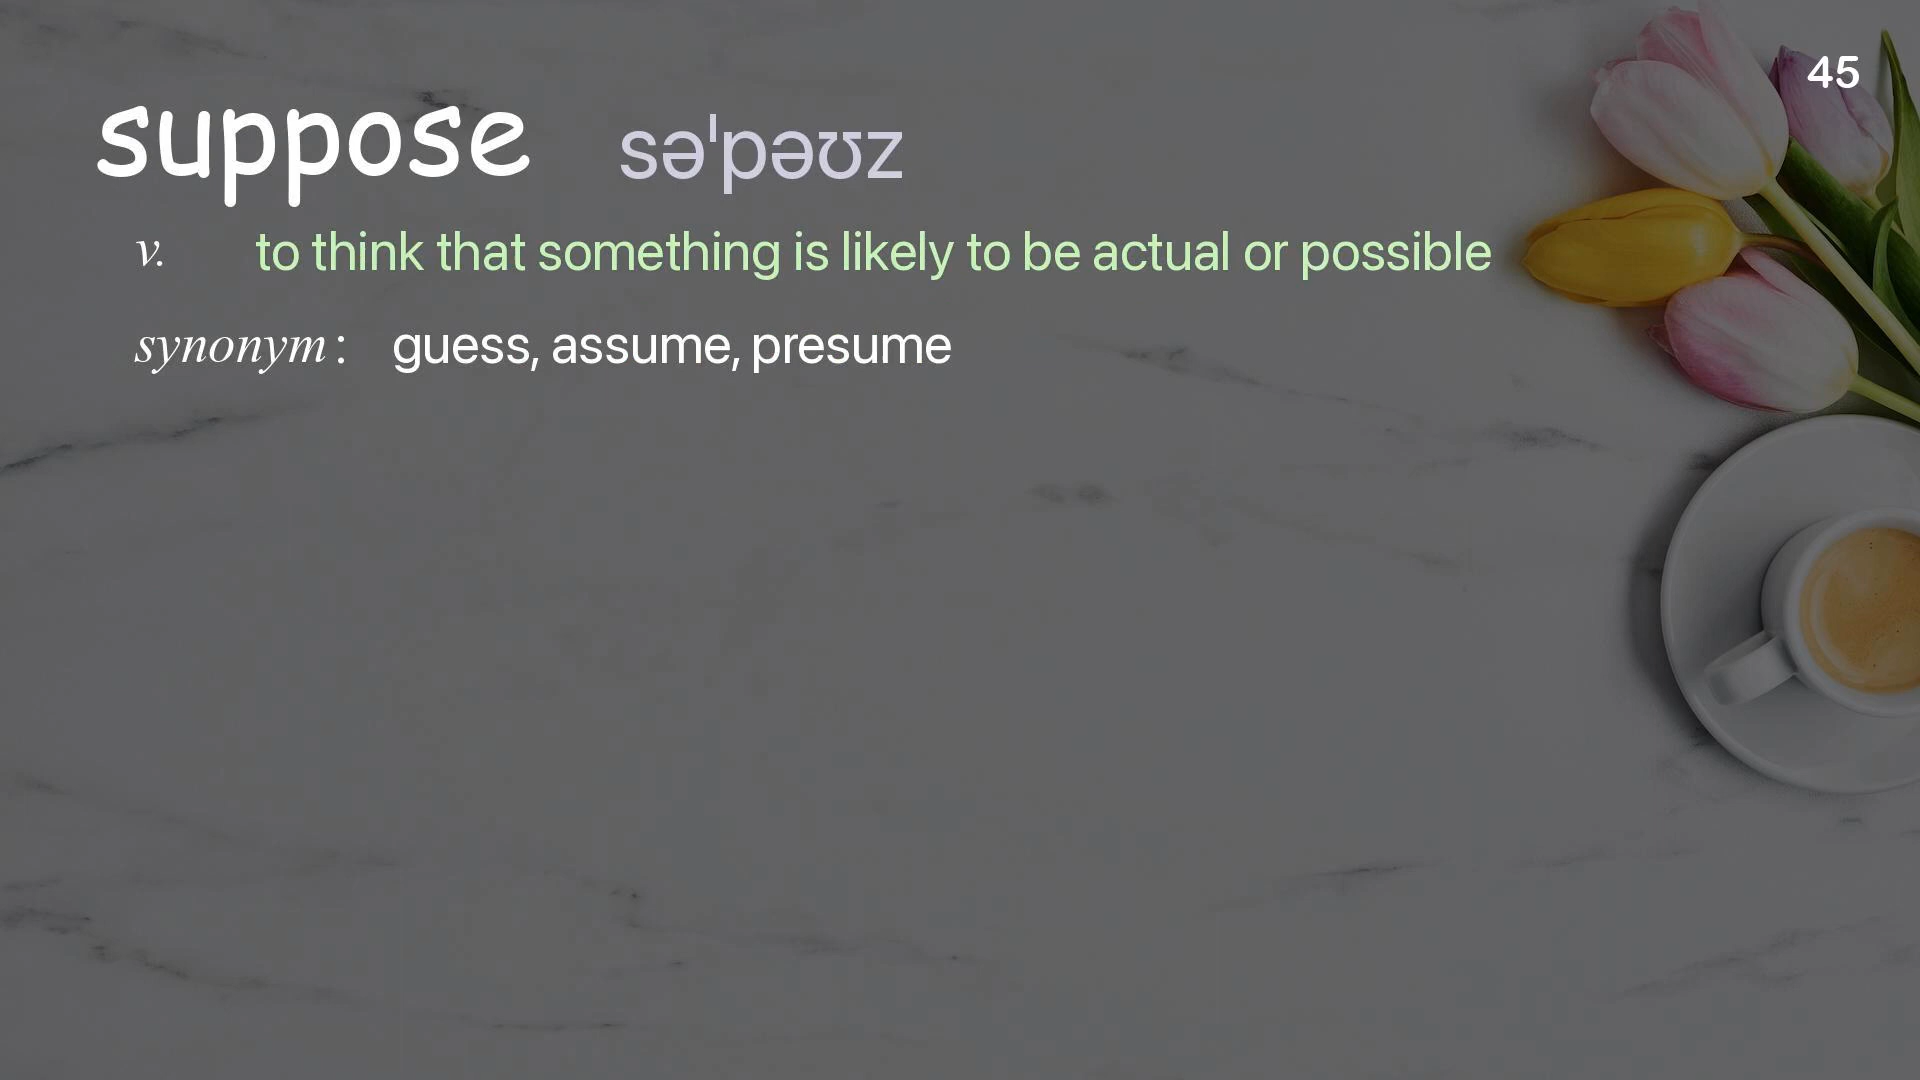 45
suppose səˈpəʊz
v. to think that something is likely to be actual or possible
synonym : guess, assume, presume